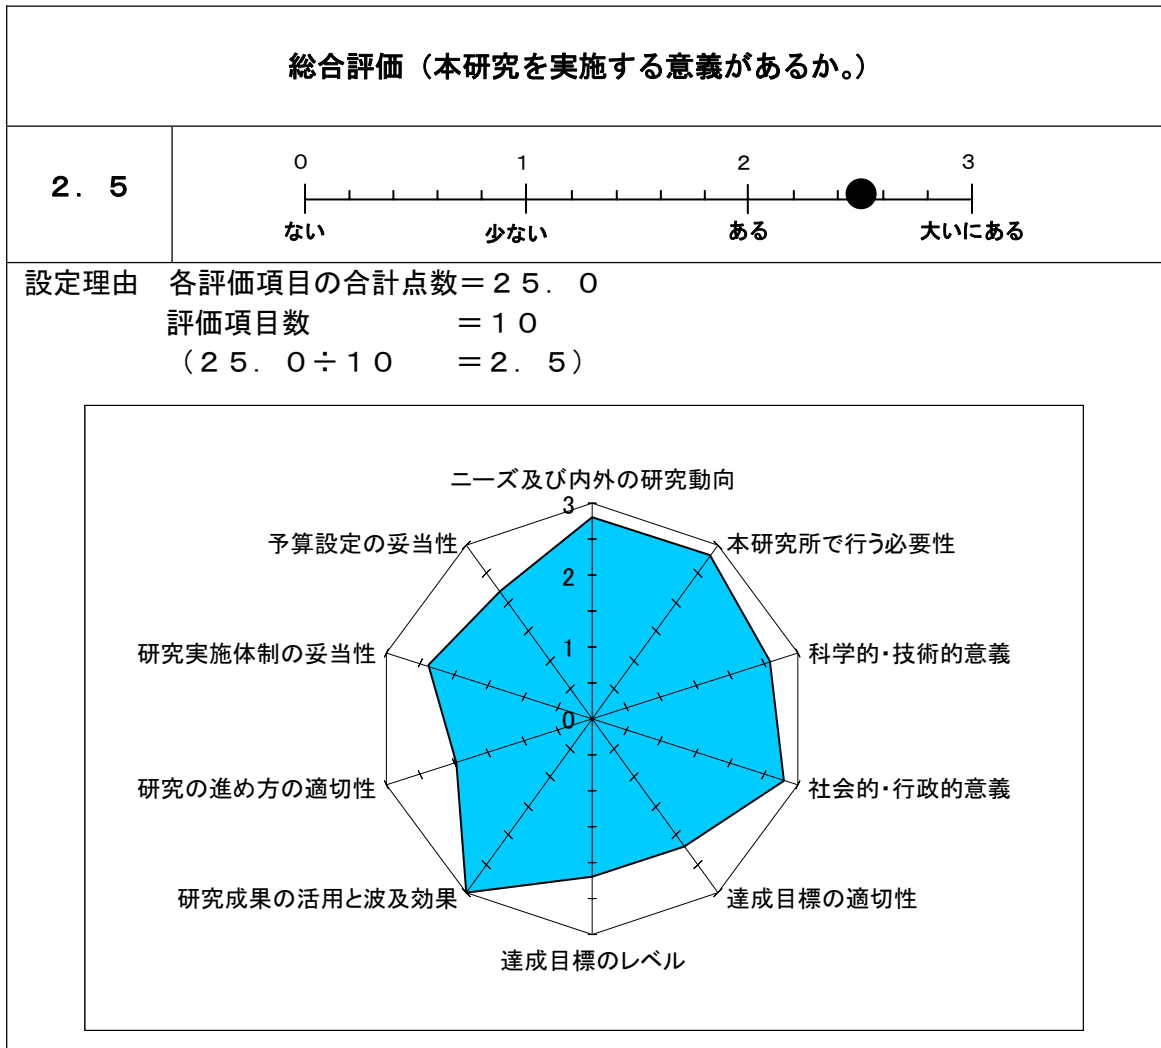 総合評価（本研究を実施する意義があるか。）
２．５
0 1 2 3
ない 少ない ある 大いにある
設定理由　各評価項目の合計点数＝２５．０
評価項目数　＝１０
（２５．０÷１０　＝２．５）
ニーズ及び内外の研究動向
3
予算設定の妥当性
本研究所で行う必要性
2
研究実施体制の妥当性
1
科学的・技術的意義
0
研究の進め方の適切性
社会的・行政的意義
研究成果の活用と波及効果
達成目標の適切性
達成目標のレベル